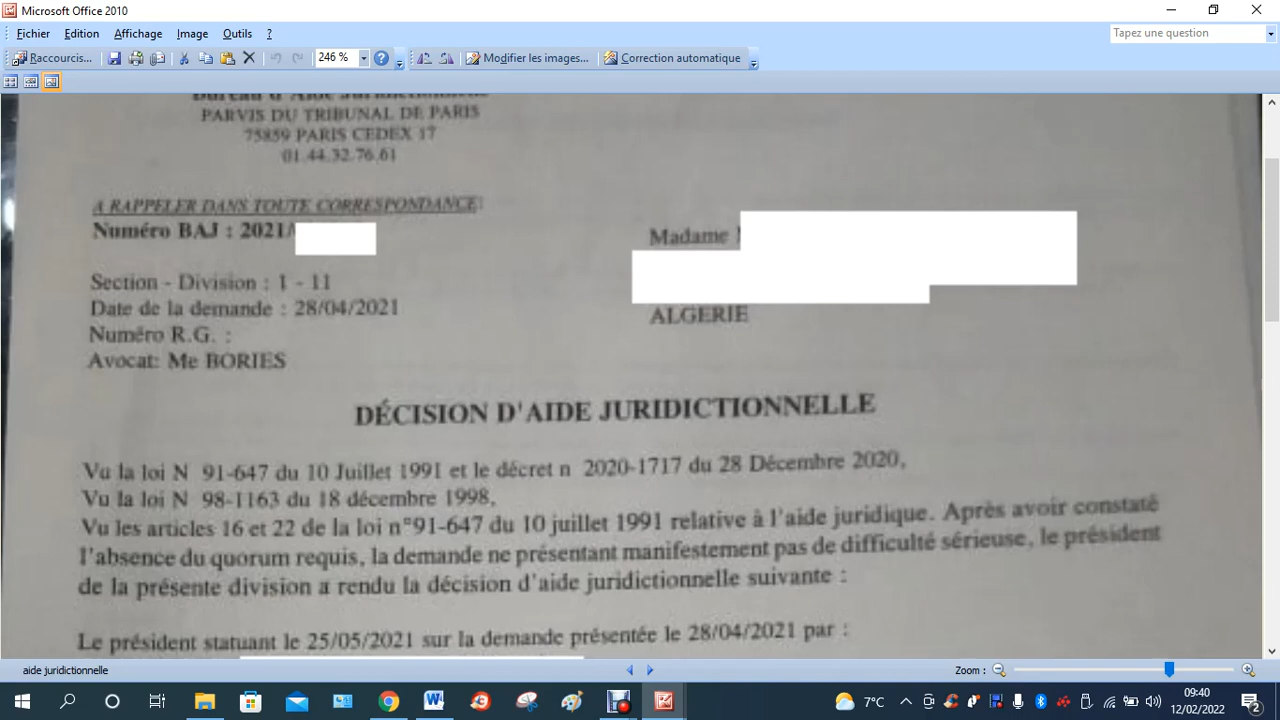 Microsoft Office 2010
Fichier Edition Affichage Image Outils ?
Tapez une question
Raccourcis... 246 % Modifier les images... Correction automatique
Bureau d'Aide Juridictionnelle
PARVIS DU TRIBUNAL DE PARIS
75859 PARIS CEDEX 17
01.44.32.76.61
A RAPPELER DANS TOUTE CORRESPONDANCE:
Numéro BAJ : 2021/
Madame
Section - Division : 1 - 11
Date de la demande : 28/04/2021
ALGERIE
Numéro R.G. :
Avocat: Me BORIES
DÉCISION D'AIDE JURIDICTIONNELLE
Vu la loi N 91-647 du 10 Juillet 1991 et le décret n 2020-1717 du 28 Décembre 2020,
Vu la loi N 98-1163 du 18 décembre 1998,
Vu les articles 16 et 22 de la loi n°91-647 du 10 juillet 1991 relative à l'aide juridique. Après avoir constaté
l'absence du quorum requis, la demande ne présentant manifestement pas de difficulté sérieuse, le président
de la présente division a rendu la décision d'aide juridictionnelle suivante :
Le président statuant le 25/05/2021 sur la demande présentée le 28/04/2021 par :
aide juridictionnelle
Zoom :
7°C
09:40
12/02/2022
2